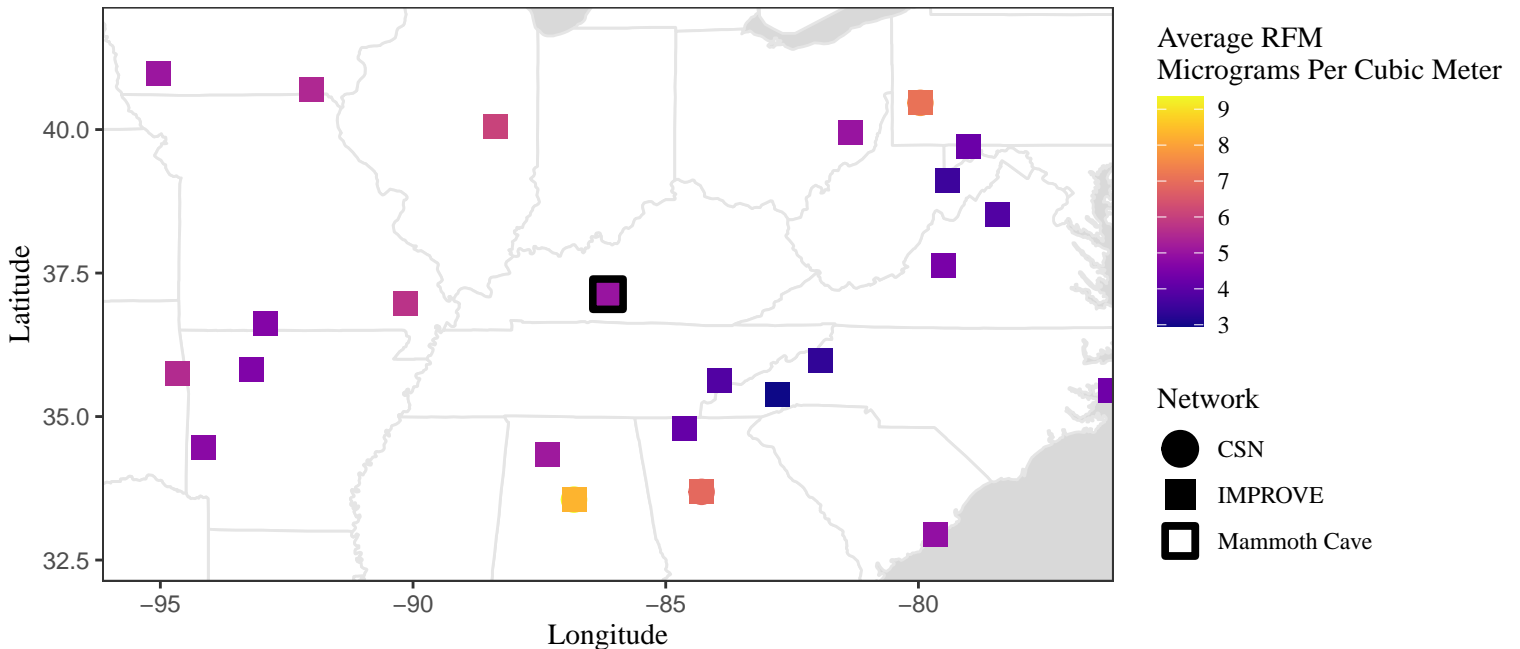 Average RFM
Micrograms Per Cubic Meter
9
8
7
6
5
4
3
Network
CSN
IMPROVE
Mammoth Cave
Latitude
40.0
37.5
35.0
32.5
−95
−90
−85
−80
Longitude